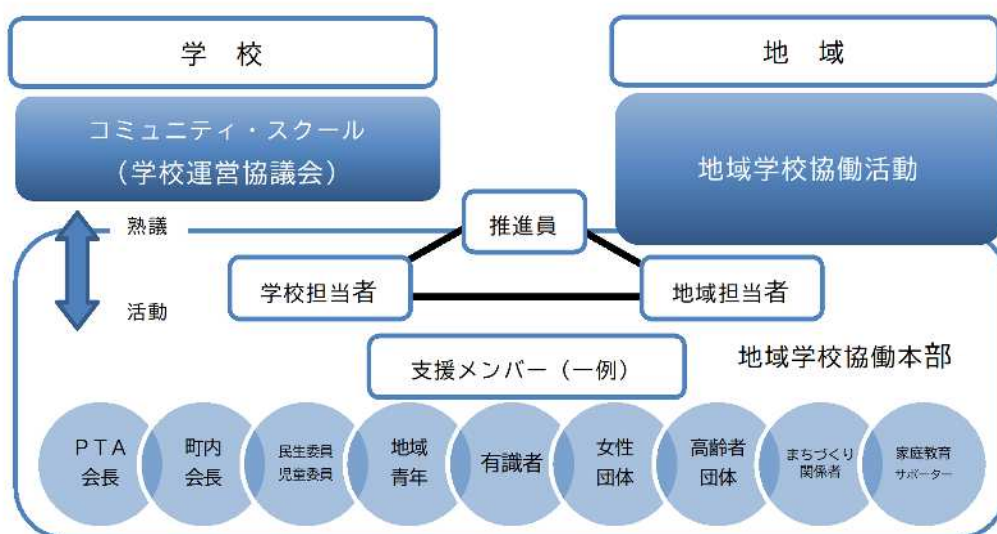 学 校
地 域
コミュニティ・スクール
（学校運営協議会）
地域学校協働活動
熟議
推進員
学校担当者
地域担当者
活動
支援メンバー（一例）
地域学校協働本部
ＰＴＡ
会長
町内
会長
民生委員
児童委員
地域
青年
有識者
女性
団体
高齢者
団体
まちづくり
関係者
家庭教育
サポーター